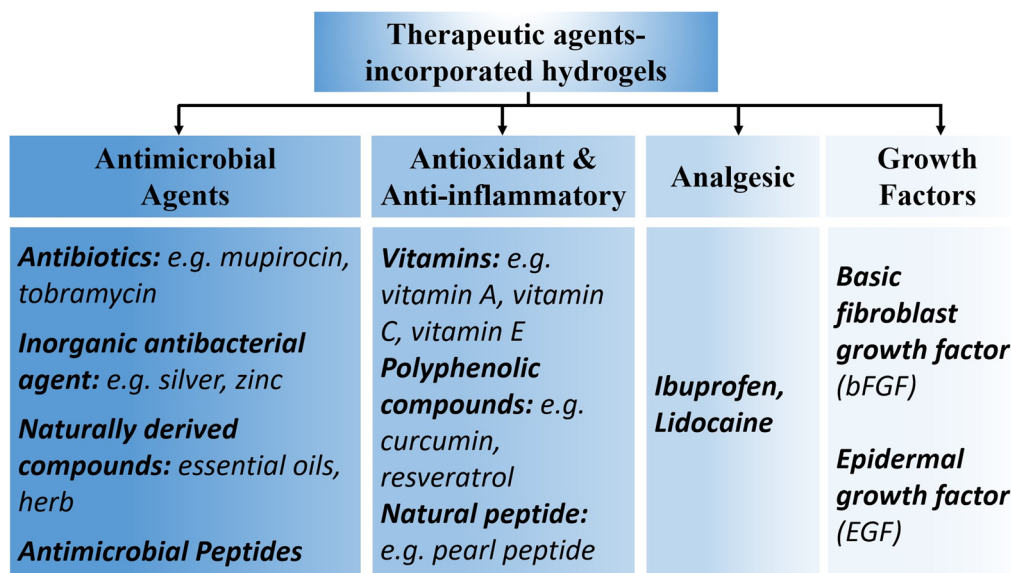 Therapeutic agents-
incorporated hydrogels
Antimicrobial
Agents
Antibiotics: e.g. mupirocin,
tobramycin
Inorganic antibacterial
agent: e.g. silver, zinc
Naturally derived
compounds: essential oils,
herb
Antimicrobial Peptides
Antioxidant &
Anti-inflammatory
Vitamins: e.g.
vitamin A, vitamin
C, vitamin E
Polyphenolic
compounds: e.g.
curcumin,
resveratrol
Natural peptide:
e.g. pearl peptide
Analgesic
Ibuprofen,
Lidocaine
Growth
Factors
Basic
fibroblast
growth factor
(bFGF)
Epidermal
growth factor
(EGF)